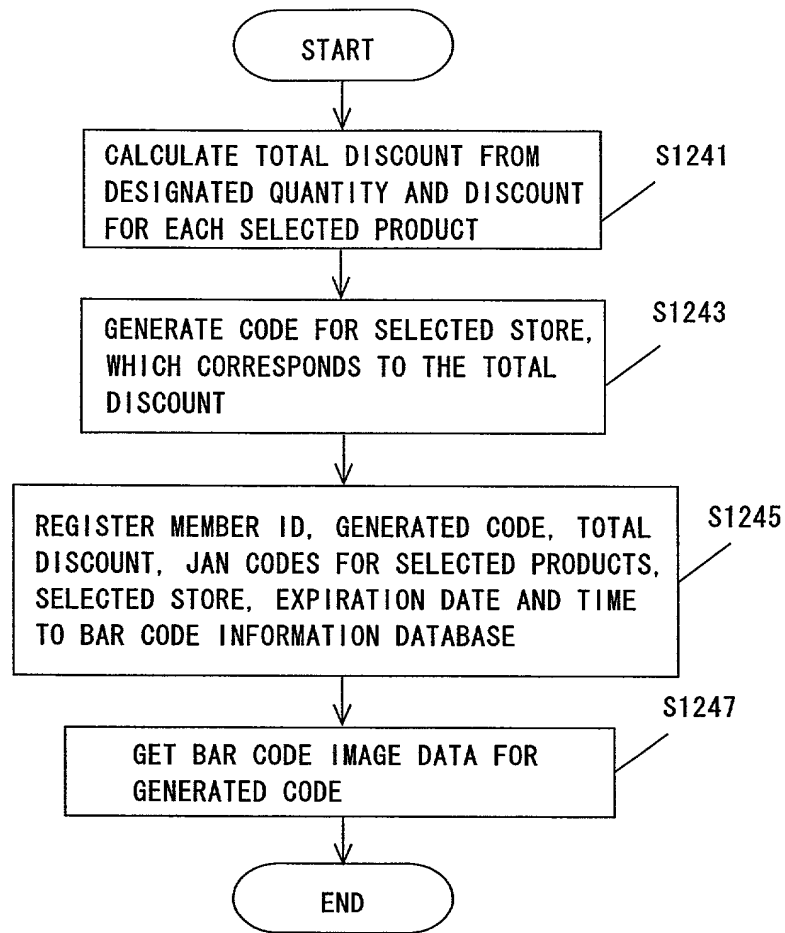 START
CALCULATE TOTAL DISCOUNT FROM
DESIGNATED QUANTITY AND DISCOUNT
FOR EACH SELECTED PRODUCT
S1241
GENERATE CODE FOR SELECTED STORE,
WHICH CORRESPONDS TO THE TOTAL
DISCOUNT
S1243
REGISTER MEMBER ID, GENERATED CODE, TOTAL
DISCOUNT, JAN CODES FOR SELECTED PRODUCTS,
SELECTED STORE, EXPIRATION DATE AND TIME
TO BAR CODE INFORMATION DATABASE
S1245
GET BAR CODE IMAGE DATA FOR
GENERATED CODE
S1247
END